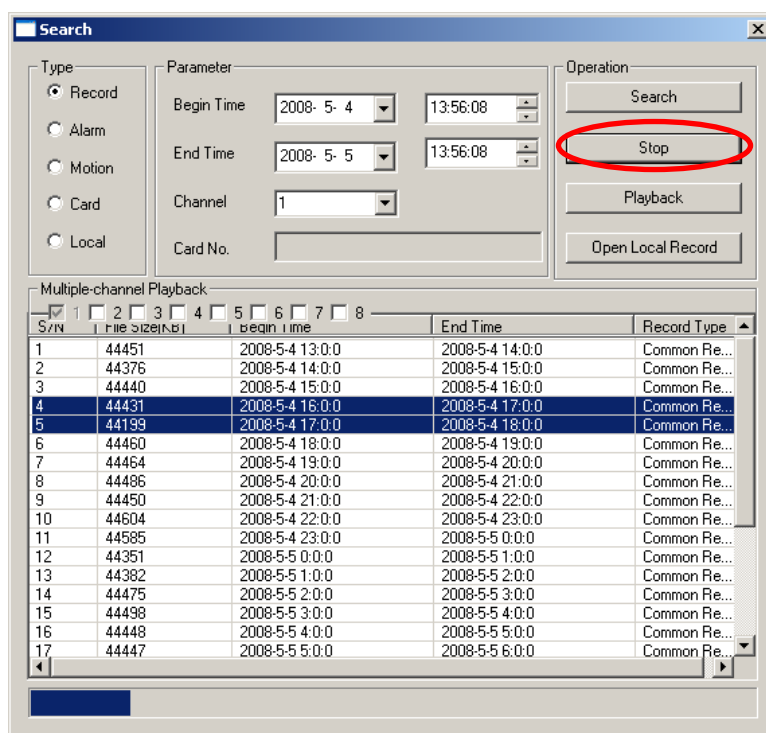 Search
Type
Parameter
Operation
Record
Begin Time 2008- 5- 4 13:56:08
Search
Alarm
End Time 2008- 5- 5 13:56:08
Stop
Motion
Card
Channel 1
Playback
Local
Card No.
Open Local Record
Multiple-channel Playback
1 2 3 4 5 6 7 8
S/N File Size(KB) Begin Time End Time Record Type
1 44451 2008-5-4 13:0:0 2008-5-4 14:0:0 Common Re...
2 44376 2008-5-4 14:0:0 2008-5-4 15:0:0 Common Re...
3 44440 2008-5-4 15:0:0 2008-5-4 16:0:0 Common Re...
4 44431 2008-5-4 16:0:0 2008-5-4 17:0:0 Common Re...
5 44199 2008-5-4 17:0:0 2008-5-4 18:0:0 Common Re...
6 44460 2008-5-4 18:0:0 2008-5-4 19:0:0 Common Re...
7 44464 2008-5-4 19:0:0 2008-5-4 20:0:0 Common Re...
8 44486 2008-5-4 20:0:0 2008-5-4 21:0:0 Common Re...
9 44450 2008-5-4 21:0:0 2008-5-4 22:0:0 Common Re...
10 44604 2008-5-4 22:0:0 2008-5-4 23:0:0 Common Re...
11 44585 2008-5-4 23:0:0 2008-5-5 0:0:0 Common Re...
12 44351 2008-5-5 0:0:0 2008-5-5 1:0:0 Common Re...
13 44382 2008-5-5 1:0:0 2008-5-5 2:0:0 Common Re...
14 44475 2008-5-5 2:0:0 2008-5-5 3:0:0 Common Re...
15 44498 2008-5-5 3:0:0 2008-5-5 4:0:0 Common Re...
16 44448 2008-5-5 4:0:0 2008-5-5 5:0:0 Common Re...
17 44447 2008-5-5 5:0:0 2008-5-5 6:0:0 Common Re...